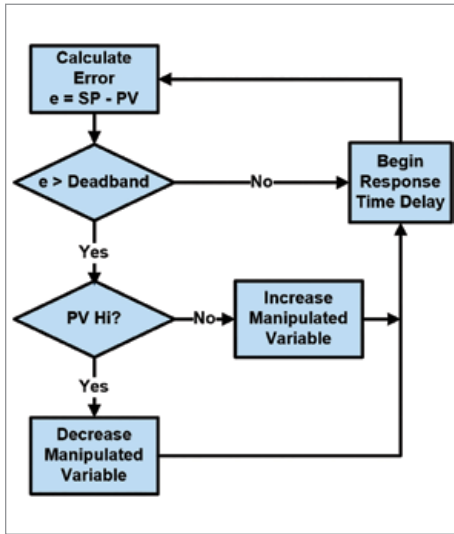 Calculate
Error
e = SP - PV
e > Deadband
No
Begin
Response
Time Delay
Yes
PV Hi?
No
Increase
Manipulated
Variable
Yes
Decrease
Manipulated
Variable